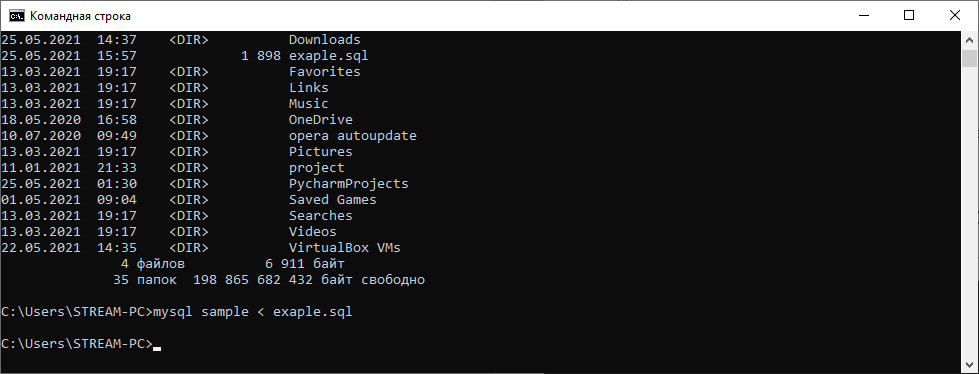 Командная строка
25.05.2021  14:37    <DIR>          Downloads
25.05.2021  15:57             1 898 exaple.sql
13.03.2021  19:17    <DIR>          Favorites
13.03.2021  19:17    <DIR>          Links
13.03.2021  19:17    <DIR>          Music
18.05.2020  16:58    <DIR>          OneDrive
10.07.2020  09:49    <DIR>          opera autoupdate
13.03.2021  19:17    <DIR>          Pictures
11.01.2021  21:33    <DIR>          project
25.05.2021  01:30    <DIR>          PycharmProjects
01.05.2021  09:04    <DIR>          Saved Games
13.03.2021  19:17    <DIR>          Searches
13.03.2021  19:17    <DIR>          Videos
22.05.2021  14:35    <DIR>          VirtualBox VMs
               4 файлов          6 911 байт
              35 папок  198 865 682 432 байт свободно
C:\Users\STREAM-PC>mysql sample < exaple.sql
C:\Users\STREAM-PC>